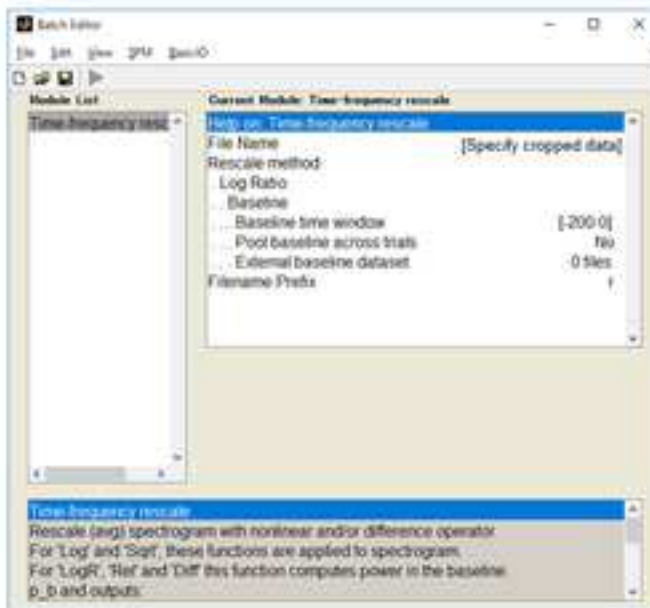 Batch Editor
File Edit View SPM BasicIO
Module List
Current Module: Time-frequency rescale
Time-frequency resc
Help on: Time-frequency rescale
File Name [Specify cropped data]
Rescale method
. Log Ratio
. . Baseline
. . . Baseline time window [-200 0]
. . . Pool baseline across trials No
. . . External baseline dataset 0 files
Filename Prefix r
Time-frequency rescale
Rescale (avg) spectrogram with nonlinear and/or difference operator
For 'Log' and 'Sqrt', these functions are applied to spectrogram.
For 'LogR', 'Rel' and 'Diff' this function computes power in the baseline
p_b and outputs: